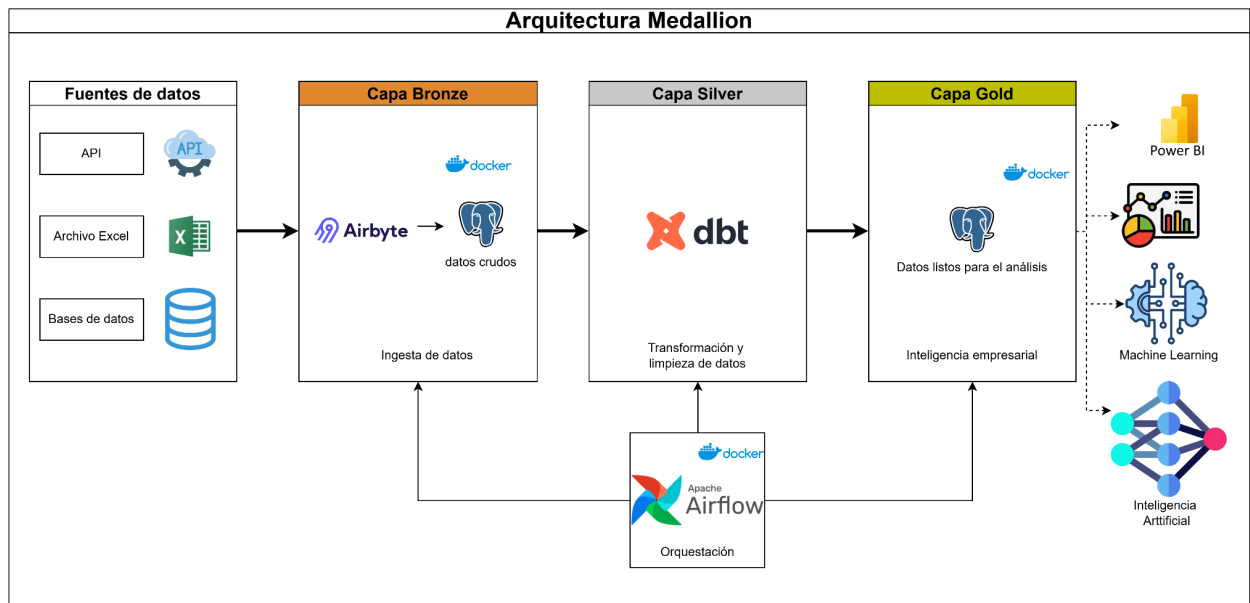 Arquitectura Medallion
Fuentes de datos
API
API
Archivo Excel
X
Bases de datos
Capa Bronze
docker
Airbyte
datos crudos
Ingesta de datos
Capa Silver
dbt
Transformación y
limpieza de datos
Capa Gold
docker
Datos listos para el análisis
Inteligencia empresarial
Power BI
Machine Learning
Inteligencia
Arttificial
docker
Apache
Airflow
Orquestación